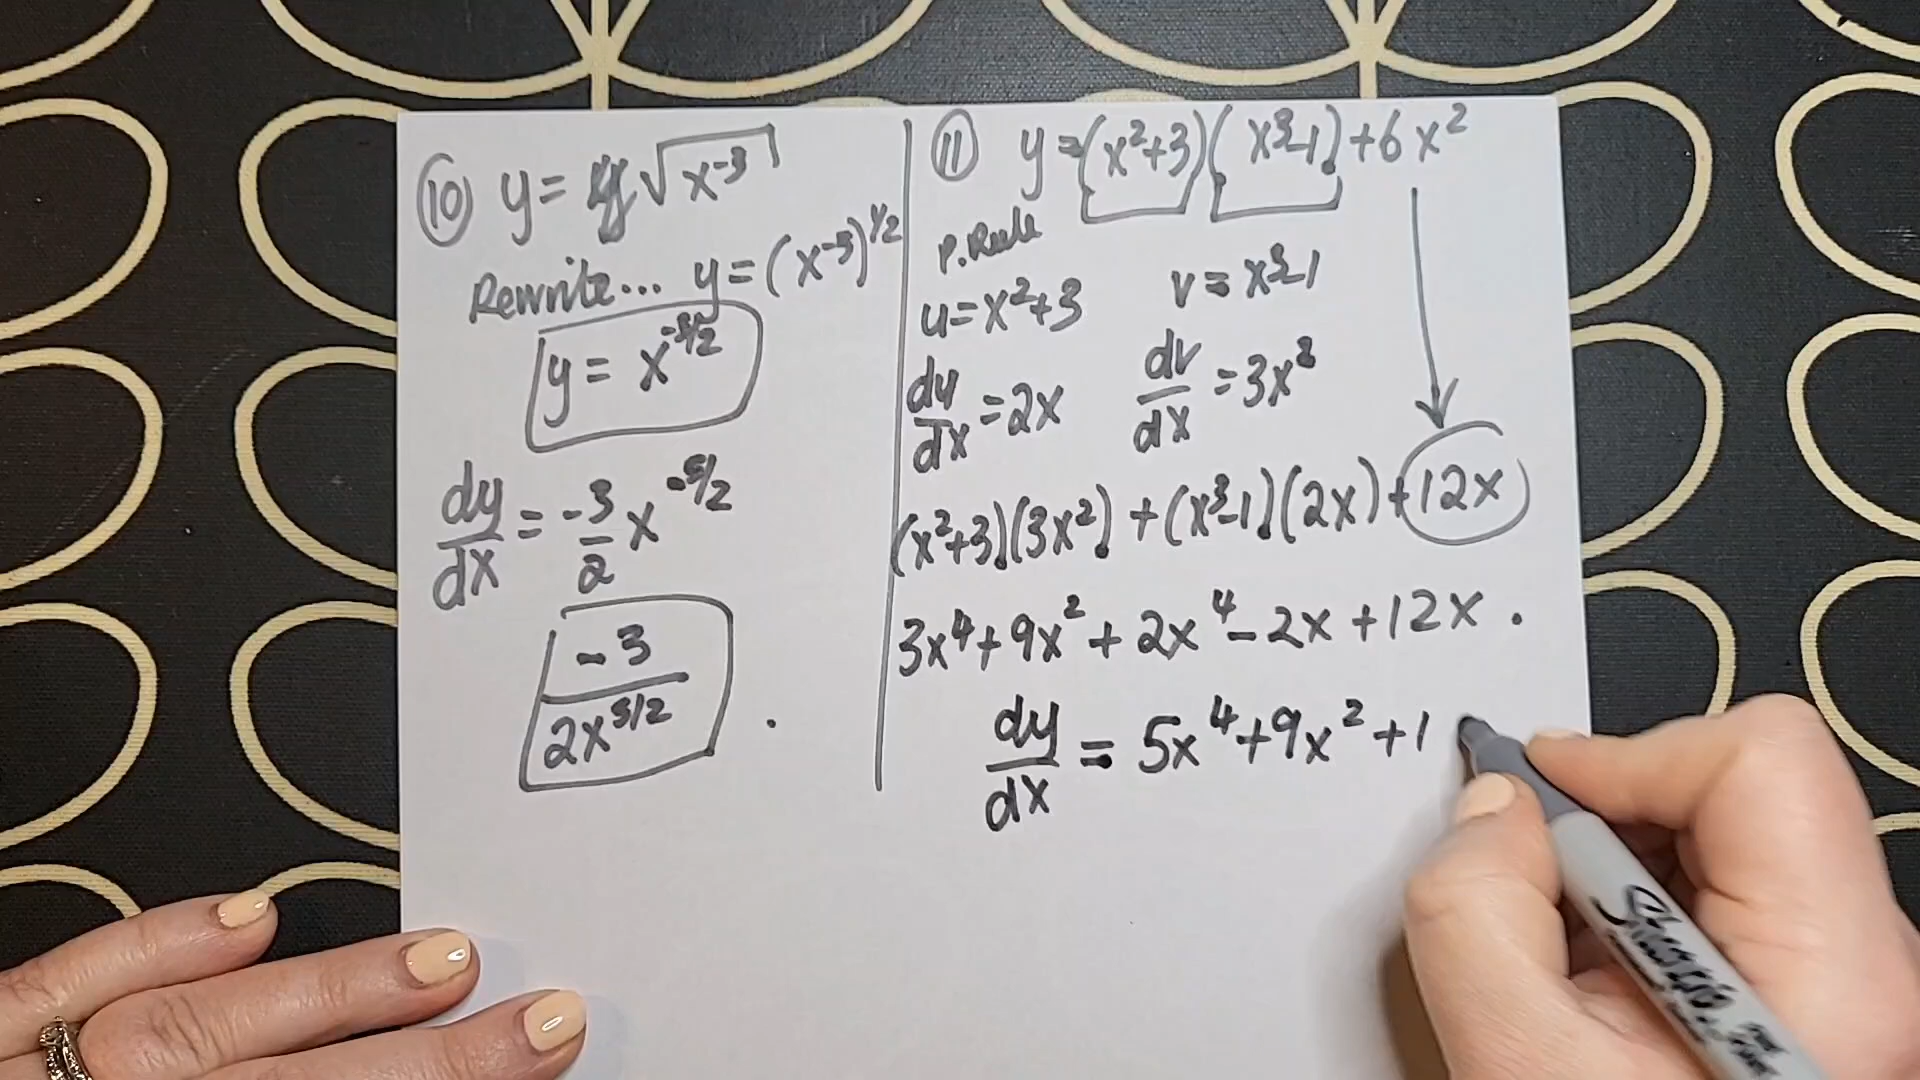 ⑩ y = √x⁻³
Rewrite... y = (x⁻³)^1/2
y = x^-3/2
dy/dx = -3/2 x^-5/2
-3/2x^5/2 .
⑪ y = (x²+3)(x³-1) + 6x²
P. Rule
u = x²+3 v = x³-1
du/dx = 2x dv/dx = 3x²
(x²+3)(3x²) + (x³-1)(2x) + 12x
3x⁴ + 9x² + 2x⁴ - 2x + 12x .
dy/dx = 5x⁴ + 9x² + 1
Sharpie